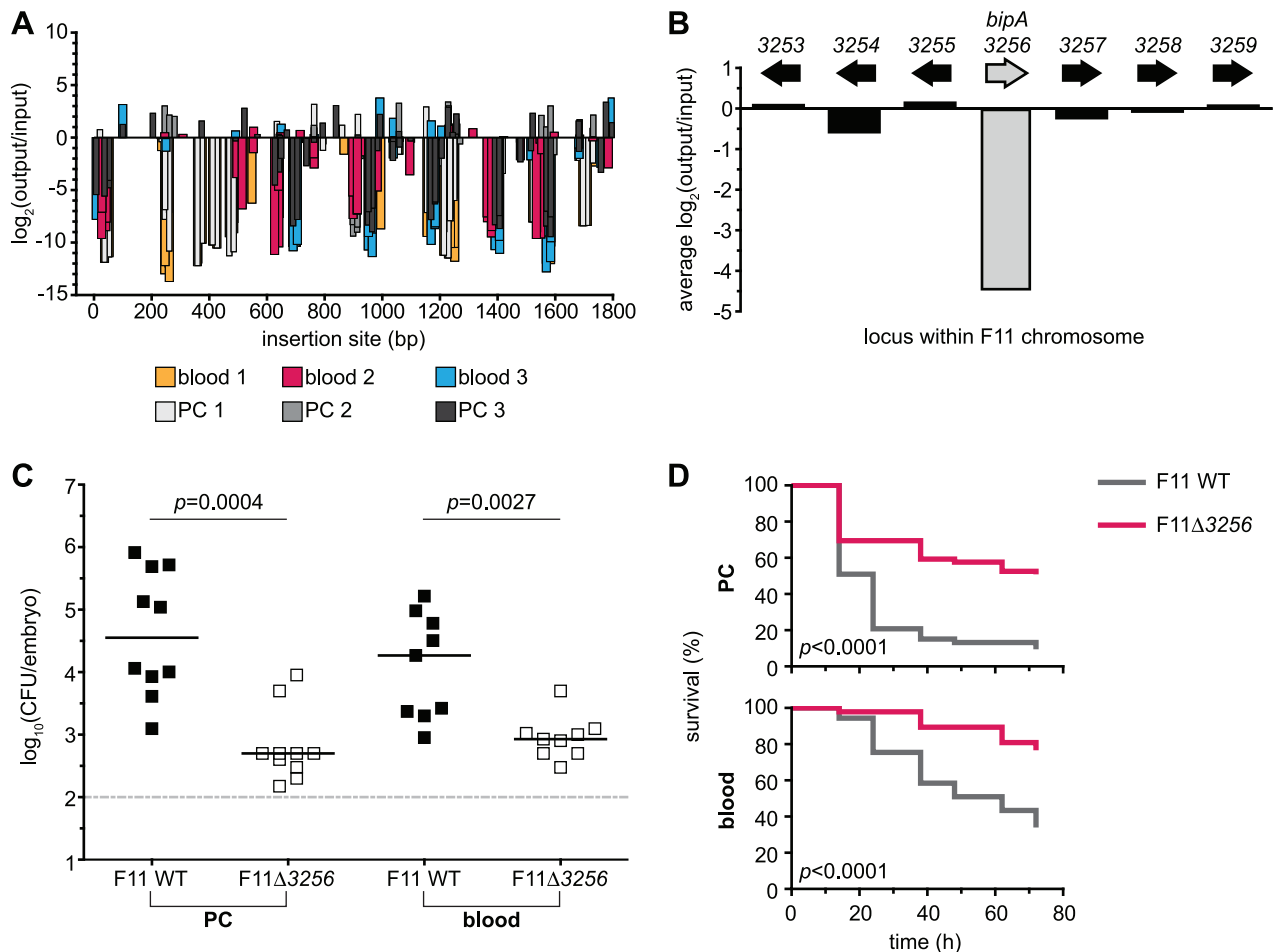 A
log2(output/input)
10
5
0
-5
-10
-15
0 200 400 600 800 1000 1200 1400 1600 1800
insertion site (bp)
blood 1 blood 2 blood 3
PC 1 PC 2 PC 3
B
bipA
3253 3254 3255 3256 3257 3258 3259
average log2(output/input)
1
0
-1
-2
-3
-4
-5
locus within F11 chromosome
C
log10(CFU/embryo)
7
6
5
4
3
2
1
p=0.0004 p=0.0027
F11 WT F11Δ3256 F11 WT F11Δ3256
PC blood
D
F11 WT
F11Δ3256
survival (%)
PC
100
80
60
40
20
0
p<0.0001
blood
100
80
60
40
20
0
p<0.0001
0 20 40 60 80
time (h)